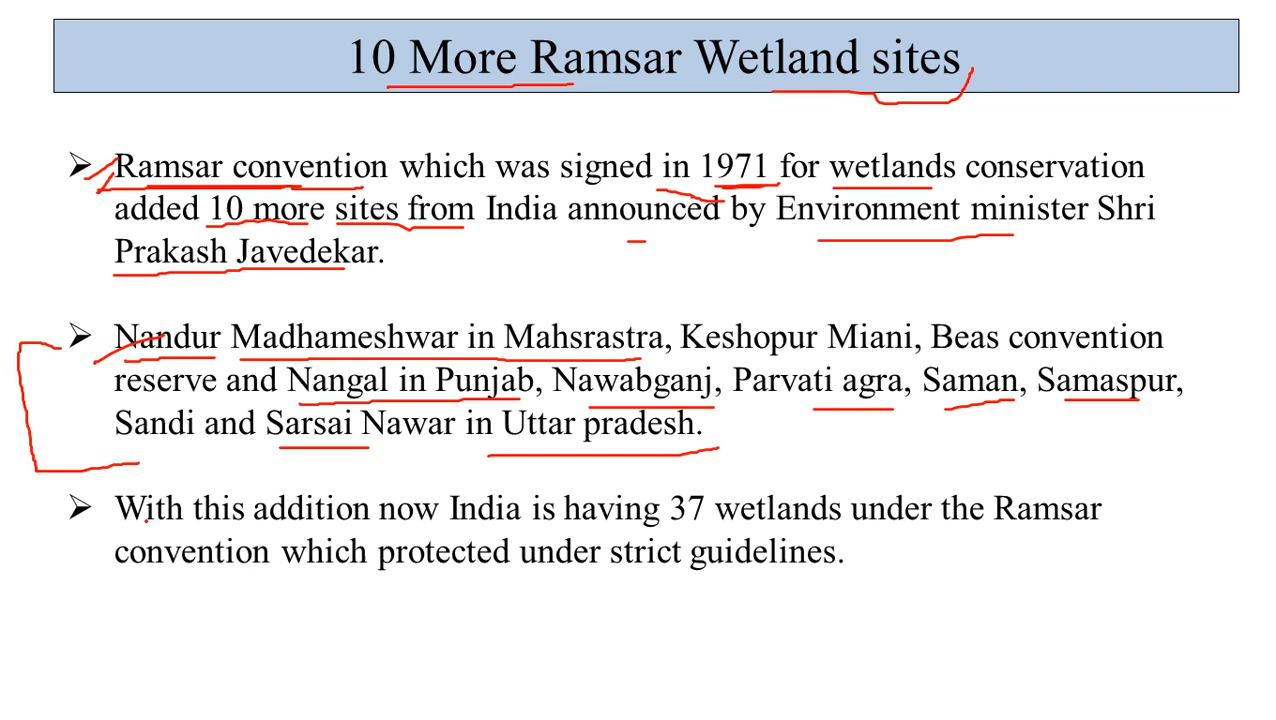 10 More Ramsar Wetland sites
➢ Ramsar convention which was signed in 1971 for wetlands conservation
added 10 more sites from India announced by Environment minister Shri
Prakash Javedekar.
➢ Nandur Madhameshwar in Mahsrastra, Keshopur Miani, Beas convention
reserve and Nangal in Punjab, Nawabganj, Parvati agra, Saman, Samaspur,
Sandi and Sarsai Nawar in Uttar pradesh.
➢ With this addition now India is having 37 wetlands under the Ramsar
convention which protected under strict guidelines.